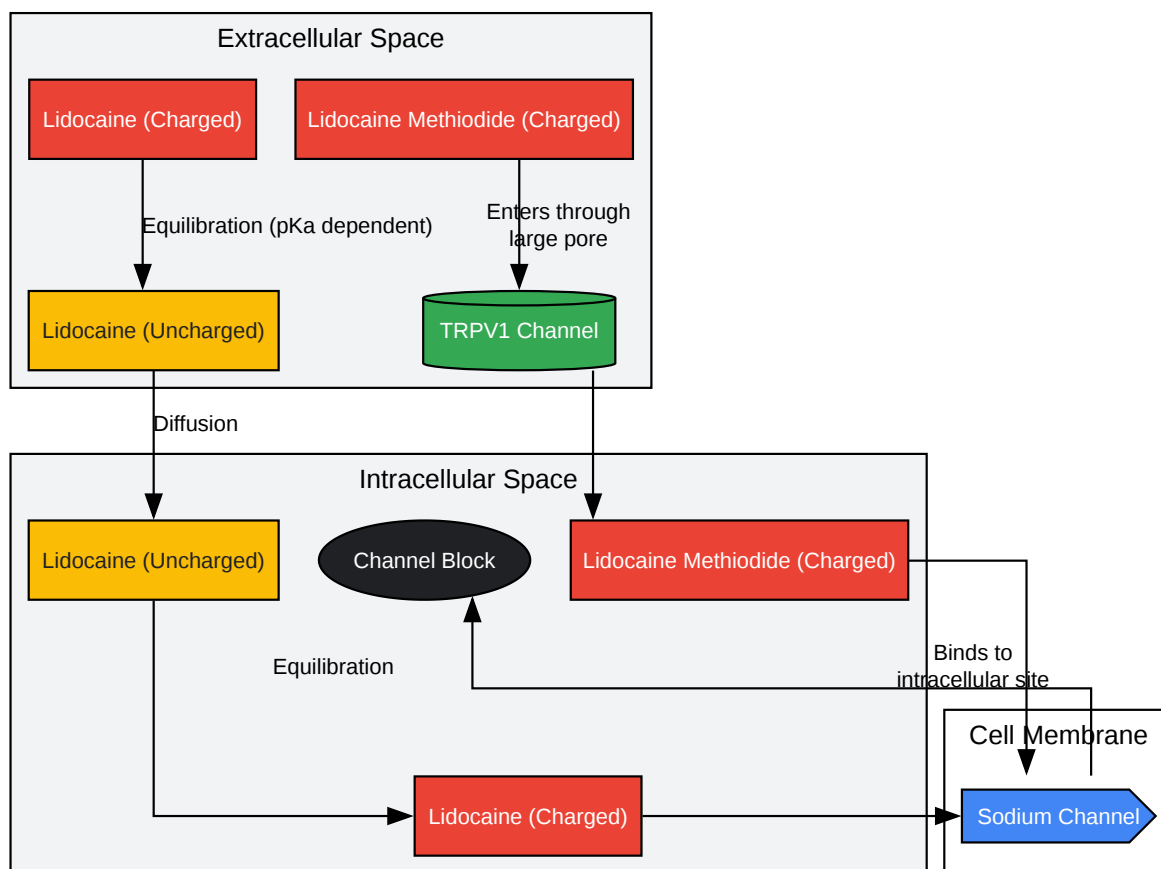 Extracellular Space
Lidocaine (Charged)
Lidocaine Methiodide (Charged)
Equilibration (pKa dependent)
Enters through
large pore
Lidocaine (Uncharged)
TRPV1 Channel
Diffusion
Intracellular Space
Lidocaine (Uncharged)
Channel Block
Lidocaine Methiodide (Charged)
Equilibration
Binds to
intracellular site
Cell Membrane
Lidocaine (Charged)
Sodium Channel